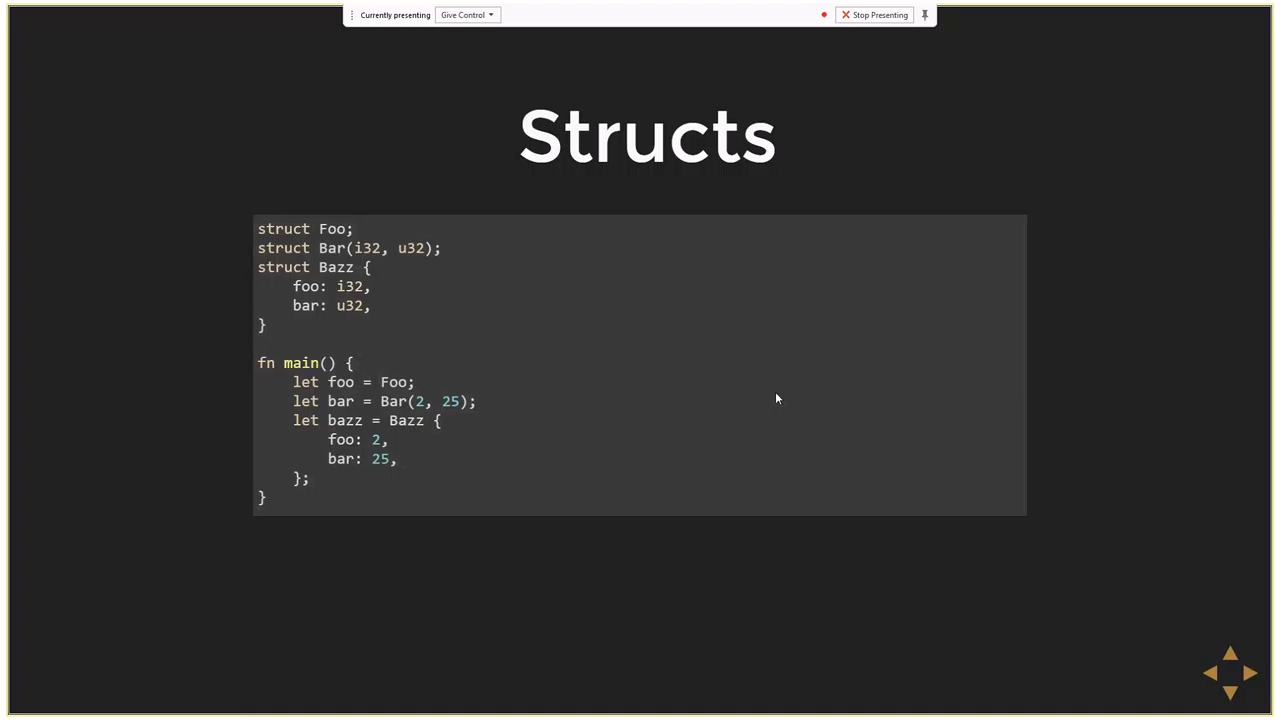 Currently presenting Give Control Stop Presenting
Structs
struct Foo;
struct Bar(i32, u32);
struct Bazz {
    foo: i32,
    bar: u32,
}

fn main() {
    let foo = Foo;
    let bar = Bar(2, 25);
    let bazz = Bazz {
        foo: 2,
        bar: 25,
    };
}